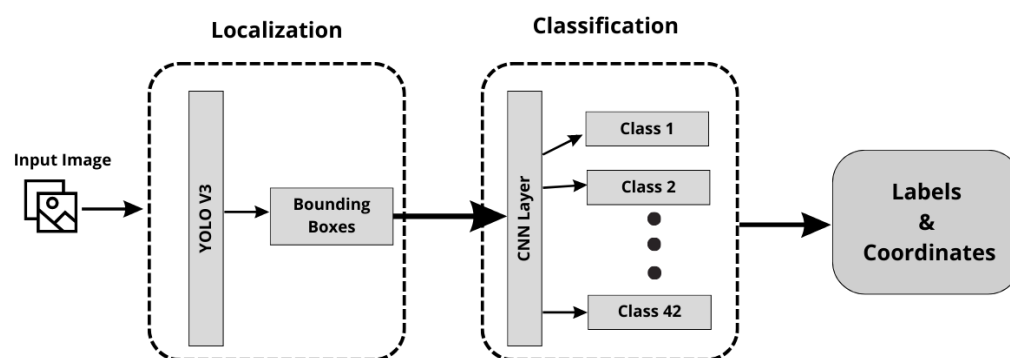 Localization
Classification
Input Image
YOLO V3
Bounding
Boxes
CNN Layer
Class 1
Class 2
Class 42
Labels
&
Coordinates